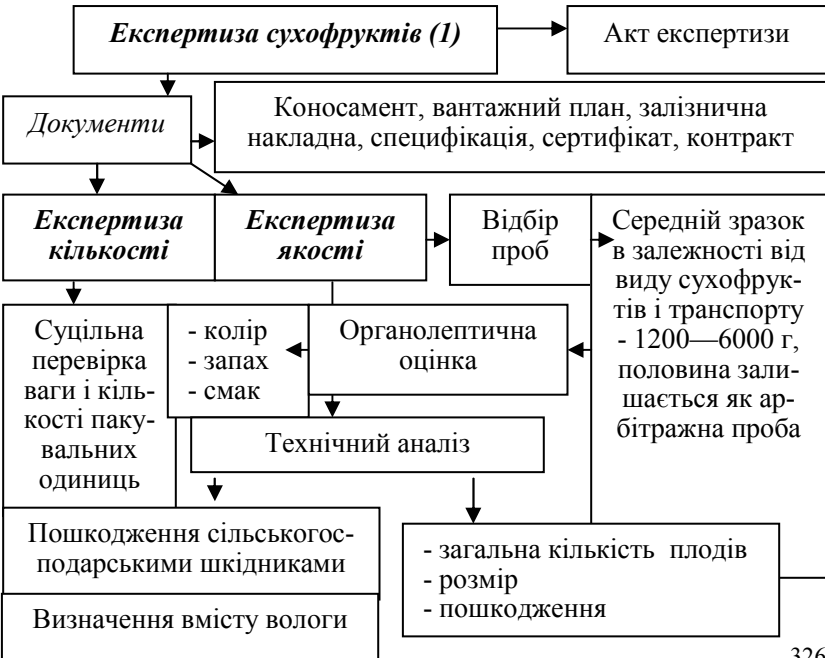 Експертиза сухофруктів (1)
Акт експертизи
Документи
Коносамент, вантажний план, залізнична
накладна, специфікація, сертифікат, контракт
Експертиза
кількості
Експертиза
якості
Відбір
проб
Середній зразок
в залежності від
виду сухофрук-
тів і транспорту
- 1200—6000 г,
половина зали-
шається як ар-
бітражна проба
Суцільна
перевірка
ваги і кіль-
кості паку-
вальних
одиниць
- колір
- запах
- смак
Органолептична
оцінка
Технічний аналіз
Пошкодження сільськогос-
подарськими шкідниками
- загальна кількість плодів
- розмір
- пошкодження
Визначення вмісту вологи
326